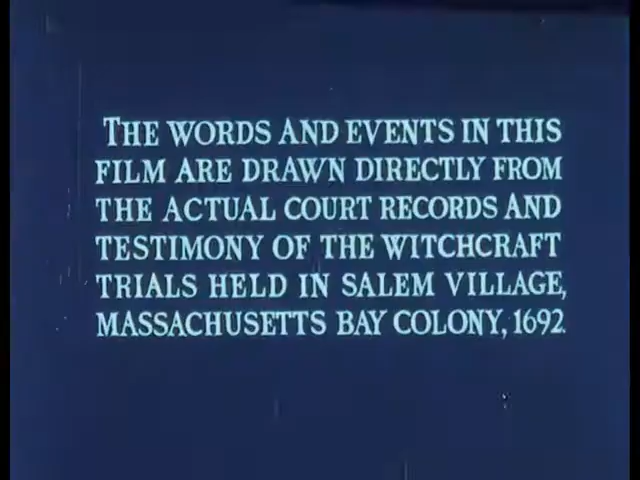 THE WORDS AND EVENTS IN THIS
FILM ARE DRAWN DIRECTLY FROM
THE ACTUAL COURT RECORDS AND
TESTIMONY OF THE WITCHCRAFT
TRIALS HELD IN SALEM VILLAGE,
MASSACHUSETTS BAY COLONY, 1692.